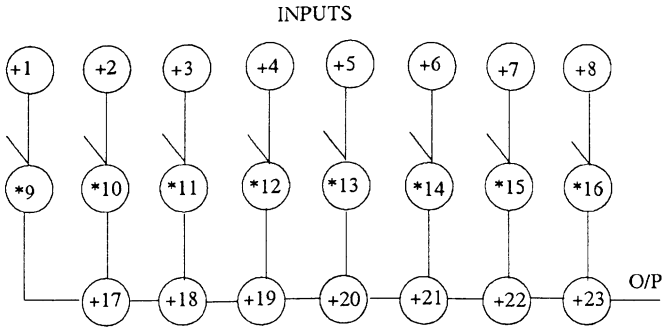 INPUTS
+1 +2 +3 +4 +5 +6 +7 +8
*9 *10 *11 *12 *13 *14 *15 *16
O/P
+17 +18 +19 +20 +21 +22 +23